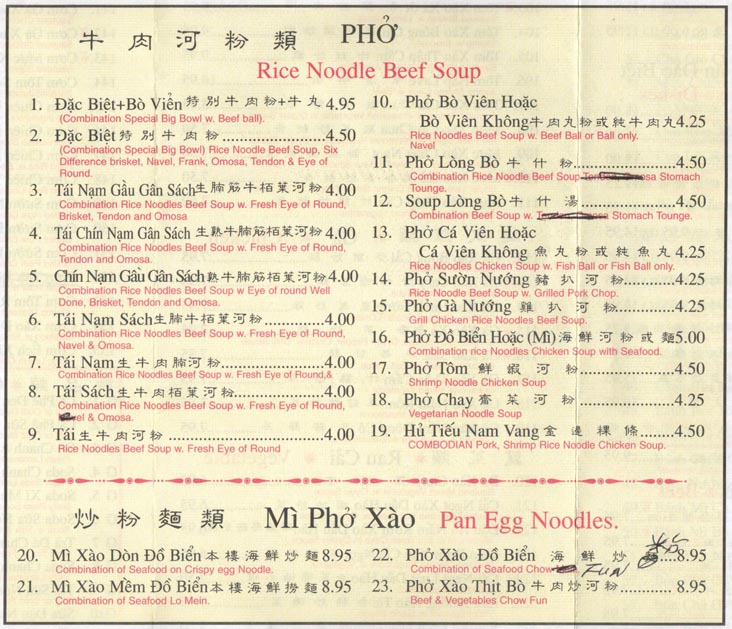 牛肉河粉類 PHỞ
Rice Noodle Beef Soup
1. Đặc Biệt+Bò Viển 特別牛肉粉+牛丸 4.95
(Combination Special Big Bowl w. Beef ball).
2. Đặc Biệt 特別牛肉粉..................4.50
(Combination Special Big Bowl) Rice Noodle Beef Soup, Six
Difference brisket, Navel, Frank, Omosa, Tendon & Eye of
Round.
3. Tái Nạm Gầu Gân Sách 生腩筋牛栢葉河粉 4.00
Combination Rice Noodles Beef Soup w. Fresh Eye of Round,
Brisket, Tendon and Omosa
4. Tái Chín Nạm Gân Sách 生熟牛腩筋栢葉河粉 4.00
Combination Rice Noodles Beef Soup w. Fresh Eye of Round,
Tendon and Omosa.
5. Chín Nạm Gầu Gân Sách 熟牛腩筋栢葉河粉 4.00
Combination Rice Noodles Beef Soup w Eye of round Well
Done, Brisket, Tendon and Omosa.
6. Tái Nạm Sách 生腩牛栢葉河粉..........4.00
Combination Rice Noodles Beef Soup w. Fresh Eye of Round,
Navel & Omosa.
7. Tái Nạm 生牛肉腩河粉..................4.00
Combination Rice Noodles Beef Soup w. Fresh Eye of Round,&
8. Tái Sách 生牛肉栢葉河粉..............4.00
Combination Rice Noodles Beef Soup w. Fresh Eye of Round,
& Omosa.
9. Tái 生牛肉河粉............................4.00
Rice Noodles Beef Soup w. Fresh Eye of Round
10. Phở Bò Viên Hoặc
Bò Viên Không 牛肉丸粉或純牛肉丸 4.25
Rice Noodles Beef Soup w. Beef Ball or Ball only.
Navel
11. Phở Lòng Bò 牛什粉....................4.50
Combination Rice Noodle Beef Soup Stomach
Tounge.
12. Soup Lòng Bò 牛什湯..................4.50
Combination Beef Soup w. Stomach Tounge.
13. Phở Cá Viên Hoặc
Cá Viên Không 魚丸粉或純魚丸 4.25
Rice Noodles Chicken Soup w. Fish Ball or Fish Ball only.
14. Phở Sườn Nướng 豬扒河粉........4.25
Rice Noodle Beef Soup w. Grilled Pork Chop.
15. Phở Gà Nướng 雞扒河粉..........4.25
Grill Chicken Rice Noodles Beef Soup.
16. Phở Đồ Biển Hoặc (Mì) 海鮮河粉或麵 5.00
Combination rice Noodles Chicken Soup with Seafood.
17. Phở Tôm 鮮蝦河粉....................4.50
Shrimp Noodle Chicken Soup
18. Phở Chay 齋菜河粉..................4.25
Vegetarian Noodle Soup
19. Hủ Tiếu Nam Vang 金邊粿條........4.50
COMBODIAN Pork, Shrimp Rice Noodle Chicken Soup.
炒粉麵類 Mì Phở Xào Pan Egg Noodles.
20. Mì Xào Dòn Đồ Biển 本樓海鮮炒麵 8.95
Combination of Seafood on Crispy egg Noodle.
21. Mì Xào Mềm Đồ Biển 本樓海鮮撈麵 8.95
Combination of Seafood Lo Mein.
22. Phở Xào Đồ Biển 海鮮炒粉...8.95
Combination of Seafood Chow FUN
23. Phở Xào Thịt Bò 牛肉炒河粉........8.95
Beef & Vegetables Chow Fun